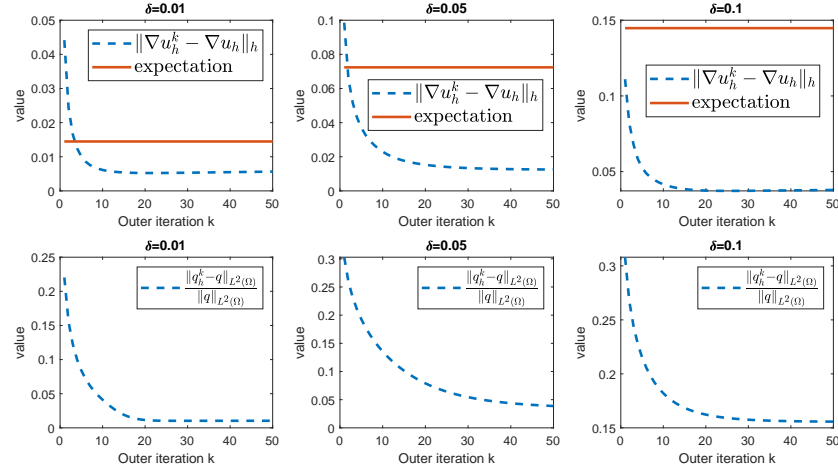 δ=0.01
value
0.05
0.04
0.03
0.02
0.01
0
‖∇u_h^k − ∇u_h‖_h
expectation
0 10 20 30 40 50
Outer iteration k
δ=0.05
value
0.1
0.08
0.06
0.04
0.02
0
‖∇u_h^k − ∇u_h‖_h
expectation
0 10 20 30 40 50
Outer iteration k
δ=0.1
value
0.15
0.1
0.05
‖∇u_h^k − ∇u_h‖_h
expectation
0 10 20 30 40 50
Outer iteration k
δ=0.01
value
0.25
0.2
0.15
0.1
0.05
0
‖q_h^k−q‖_{L²(Ω)}
‖q‖_{L²(Ω)}
0 10 20 30 40 50
Outer iteration k
δ=0.05
value
0.3
0.25
0.2
0.15
0.1
0.05
0
‖q_h^k−q‖_{L²(Ω)}
‖q‖_{L²(Ω)}
0 10 20 30 40 50
Outer iteration k
δ=0.1
value
0.3
0.25
0.2
0.15
‖q_h^k−q‖_{L²(Ω)}
‖q‖_{L²(Ω)}
0 10 20 30 40 50
Outer iteration k